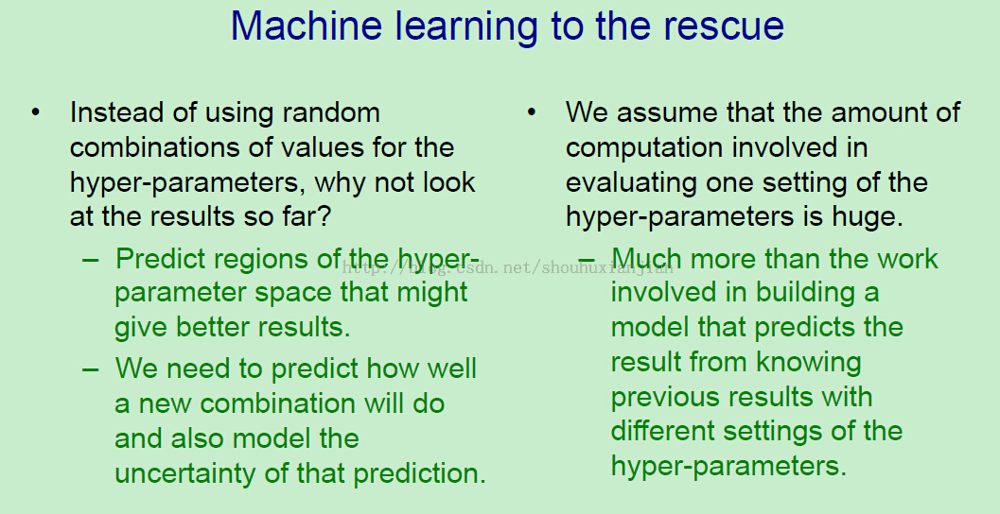 Machine learning to the rescue
• Instead of using random
combinations of values for the
hyper-parameters, why not look
at the results so far?
– Predict regions of the hyper-
parameter space that might
give better results.
– We need to predict how well
a new combination will do
and also model the
uncertainty of that prediction.
• We assume that the amount of
computation involved in
evaluating one setting of the
hyper-parameters is huge.
– Much more than the work
involved in building a
model that predicts the
result from knowing
previous results with
different settings of the
hyper-parameters.
http://blog.csdn.net/shouhuxianjian